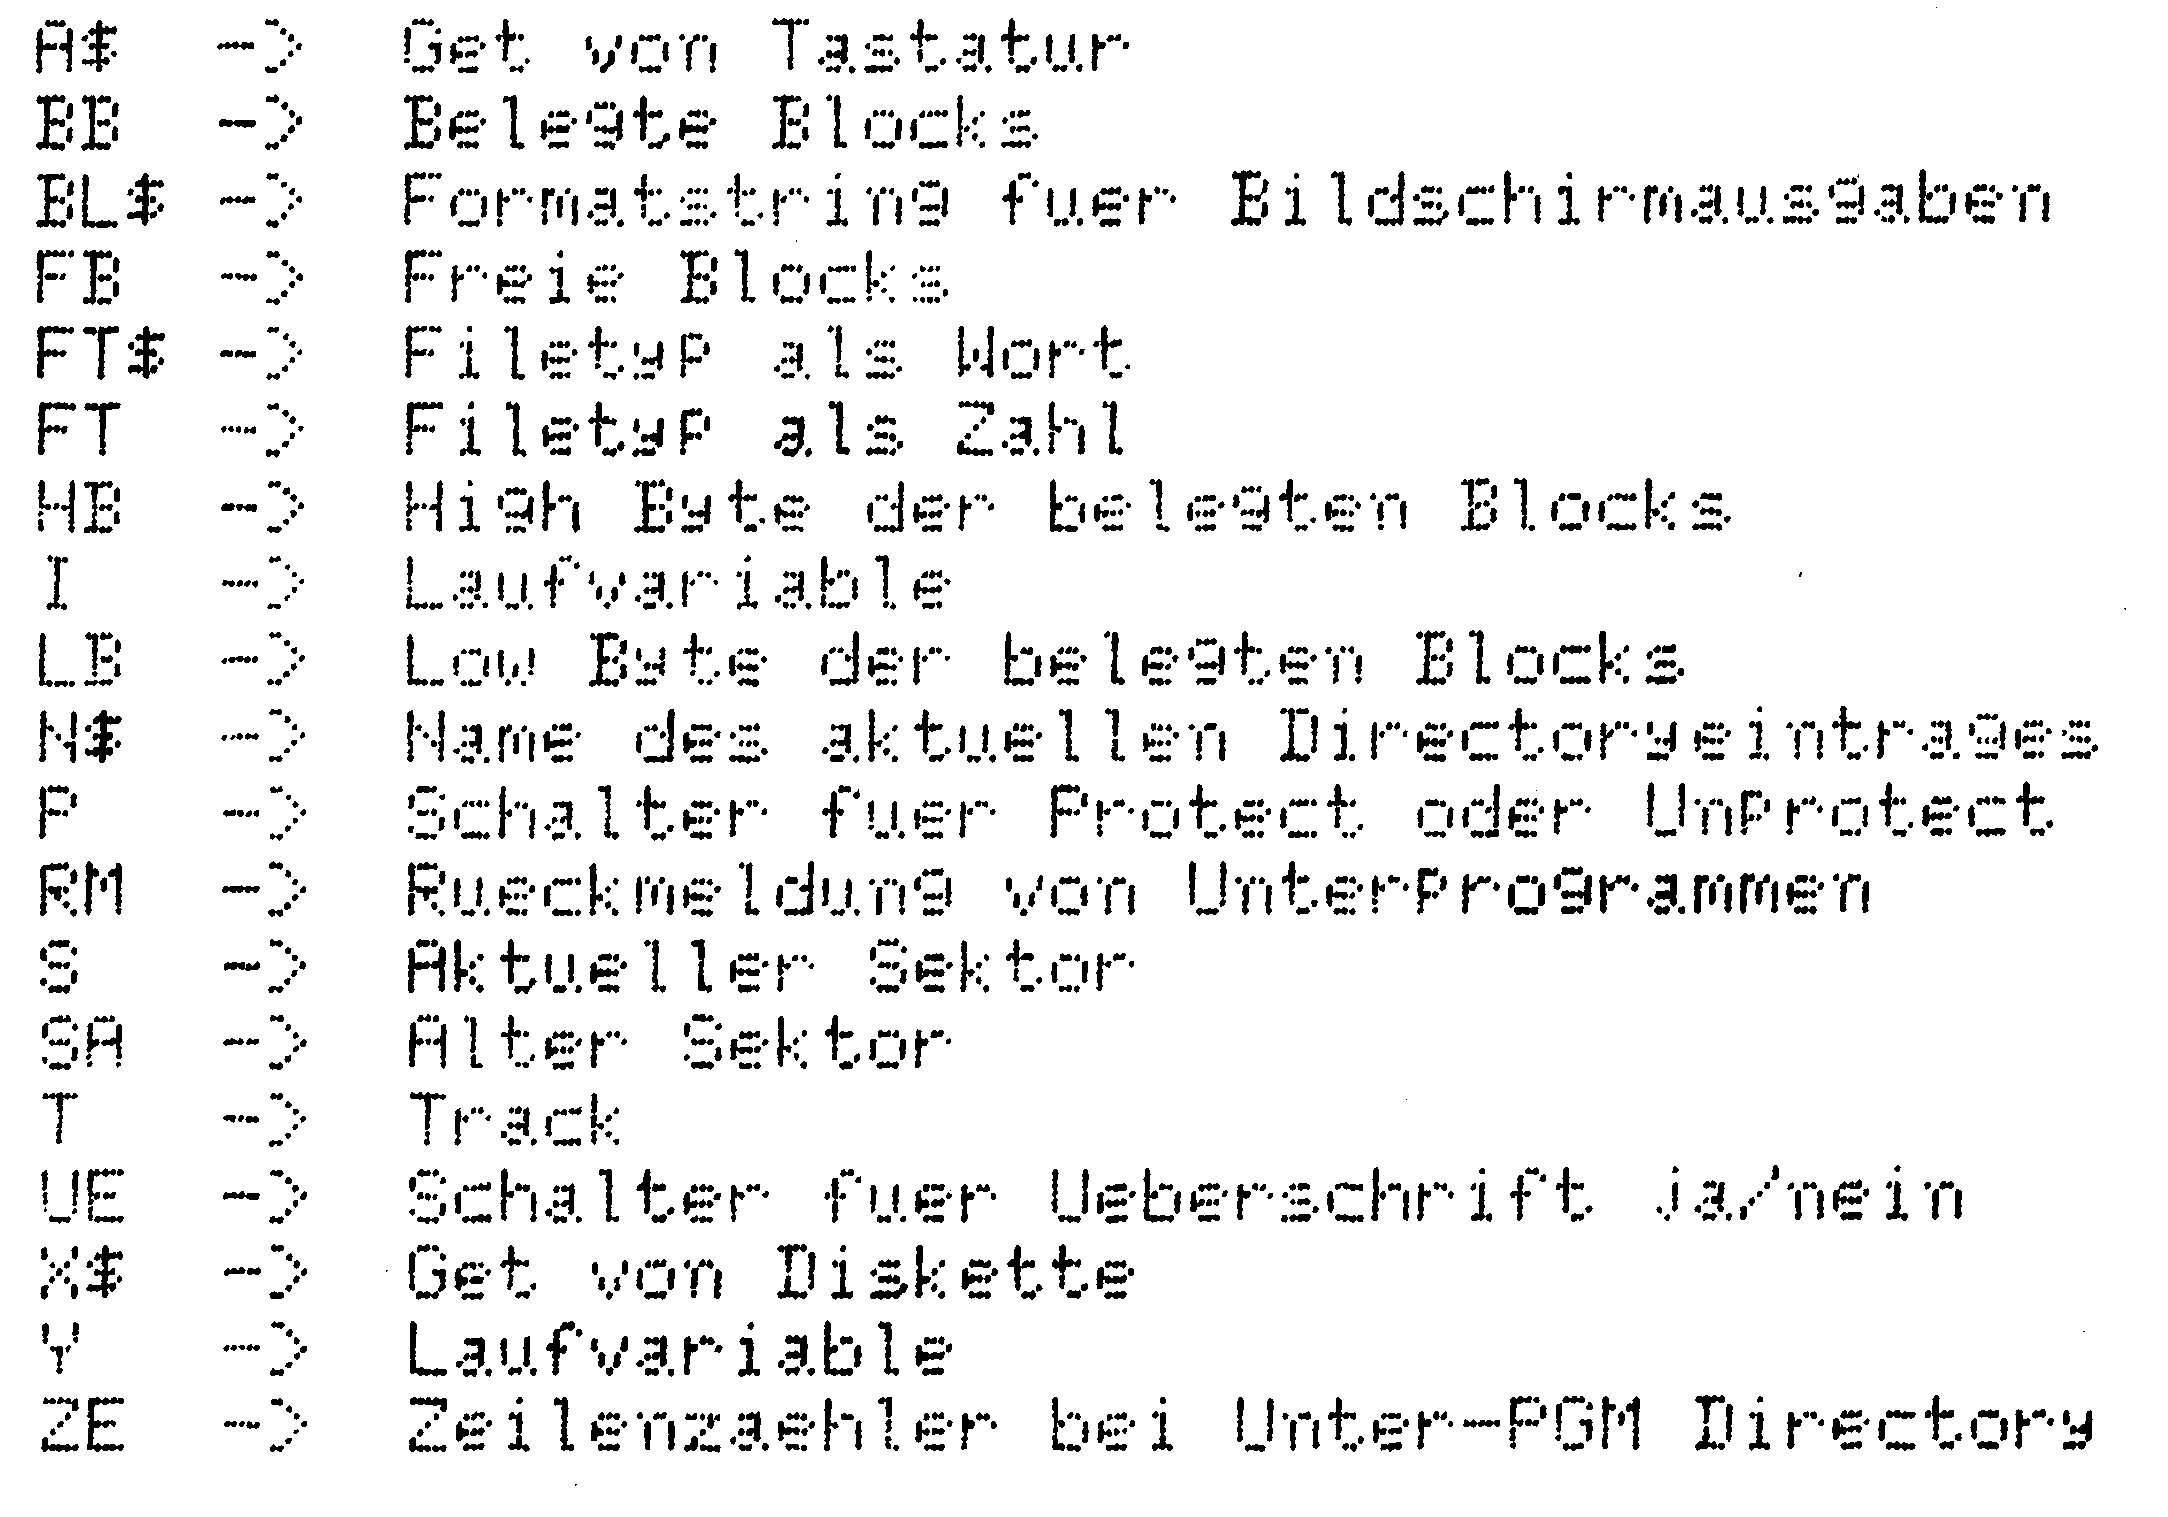 A$  -> Get von Tastatur
BB  -> Belegte Blocks
BL$ -> Formatstring fuer Bildschirmausgaben
FB  -> Freie Blocks
FT$ -> Filetyp als Wort
FT  -> Filetyp als Zahl
HB  -> High Byte der belegten Blocks
I   -> Laufvariable
LB  -> Low Byte der belegten Blocks
N$  -> Name des aktuellen Directoryeintrages
P   -> Schalter fuer Protect oder Unprotect
RM  -> Rueckmeldung von Unterprogrammen
S   -> Aktueller Sektor
SA  -> Alter Sektor
T   -> Track
UE  -> Schalter fuer Ueberschrift ja/nein
X$  -> Get von Diskette
Y   -> Laufvariable
ZE  -> Zeilenzaehler bei Unter-PGM Directory